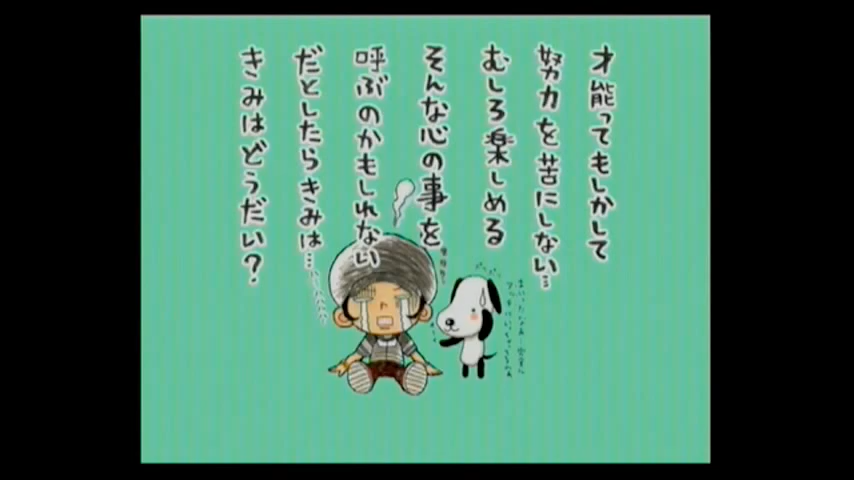 才能ってもしかして
努力を苦にしない…
むしろ楽しめる
そんな心の事を
呼ぶのかもしれない
だとしたらきみは…
きみはどうだい？